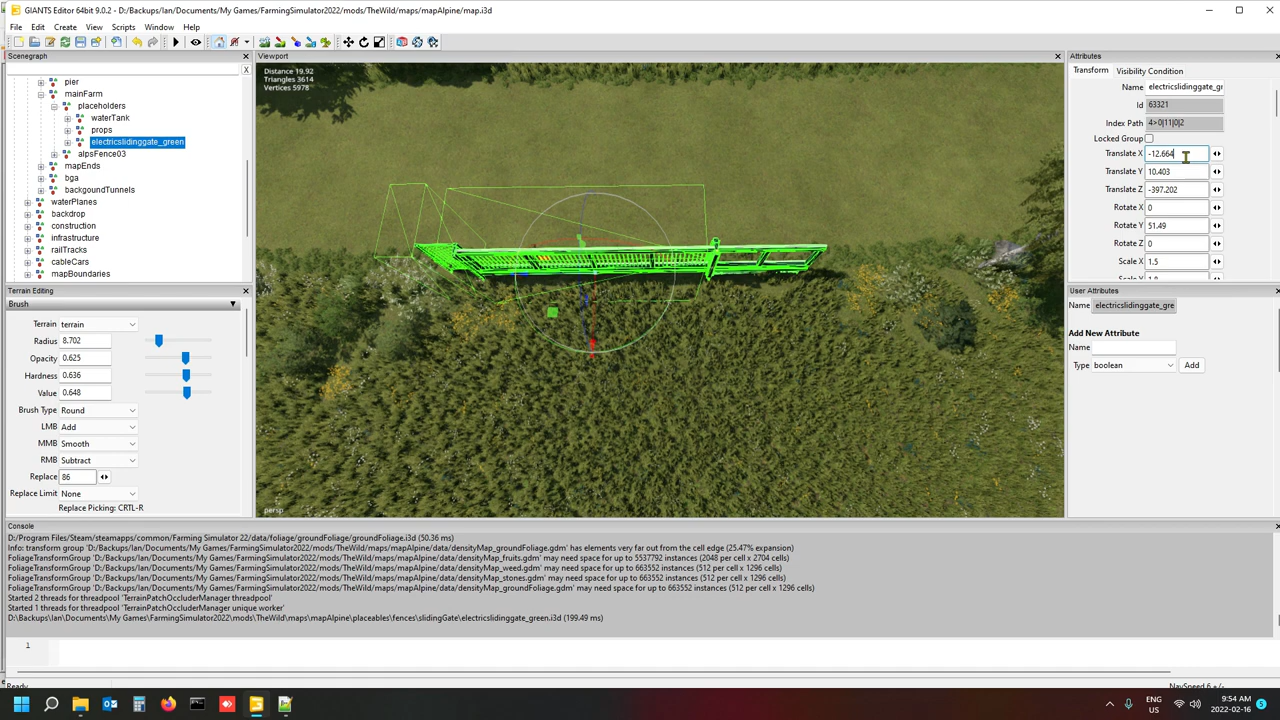 GIANTS Editor 64bit 9.0.2 - D:/Backups/Ian/Documents/My Games/FarmingSimulator2022/mods/TheWild/maps/mapAlpine/map.i3d
File Edit Create View Scripts Window Help
Scenegraph
X
pier
mainFarm
placeholders
waterTank
props
electricslidinggate_green
alpsFence03
mapEnds
bga
backgoundTunnels
waterPlanes
backdrop
construction
infrastructure
railTracks
cableCars
mapBoundaries
Terrain Editing
Brush
Terrain terrain
Radius 8.702
Opacity 0.625
Hardness 0.636
Value 0.648
Brush Type Round
LMB Add
MMB Smooth
RMB Subtract
Replace 86
Replace Limit None
Replace Picking: CRTL-R
Viewport
Distance 19.92
Triangles 3614
Vertices 5978
persp
Attributes
Transform Visibility Condition
Name electricslidinggate_gr
Id 63321
Index Path 4>0|11|0|2
Locked Group
Translate X -12.664
Translate Y 10.403
Translate Z -397.202
Rotate X 0
Rotate Y 51.49
Rotate Z 0
Scale X 1.5
User Attributes
Name electricslidinggate_gre
Add New Attribute
Name
Type boolean Add
Console
D:/Program Files/Steam/steamapps/common/Farming Simulator 22/data/foliage/groundFoliage/groundFoliage.i3d (50.36 ms)
Info: transform group 'D:/Backups/Ian/Documents/My Games/FarmingSimulator2022/mods/TheWild/maps/mapAlpine/data/densityMap_groundFoliage.gdm' has elements very far out from the cell edge (25.47% expansion)
FoliageTransformGroup 'D:/Backups/Ian/Documents/My Games/FarmingSimulator2022/mods/TheWild/maps/mapAlpine/data/densityMap_fruits.gdm' may need space for up to 5537792 instances (2048 per cell x 2704 cells)
FoliageTransformGroup 'D:/Backups/Ian/Documents/My Games/FarmingSimulator2022/mods/TheWild/maps/mapAlpine/data/densityMap_weed.gdm' may need space for up to 663552 instances (512 per cell x 1296 cells)
FoliageTransformGroup 'D:/Backups/Ian/Documents/My Games/FarmingSimulator2022/mods/TheWild/maps/mapAlpine/data/densityMap_stones.gdm' may need space for up to 663552 instances (512 per cell x 1296 cells)
FoliageTransformGroup 'D:/Backups/Ian/Documents/My Games/FarmingSimulator2022/mods/TheWild/maps/mapAlpine/data/densityMap_groundFoliage.gdm' may need space for up to 663552 instances (512 per cell x 1296 cells)
Started 2 threads for threadpool 'TerrainPatchOccluderManager threadpool'
Started 1 threads for threadpool 'TerrainPatchOccluderManager unique worker'
D:\Backups\Ian\Documents\My Games\FarmingSimulator2022\mods\TheWild\maps\mapAlpine\placeables\fences\slidingGate\electricslidinggate_green.i3d (199.49 ms)
1
Ready
NavSpeed 6 +/-
ENG
US
9:54 AM
2022-02-16